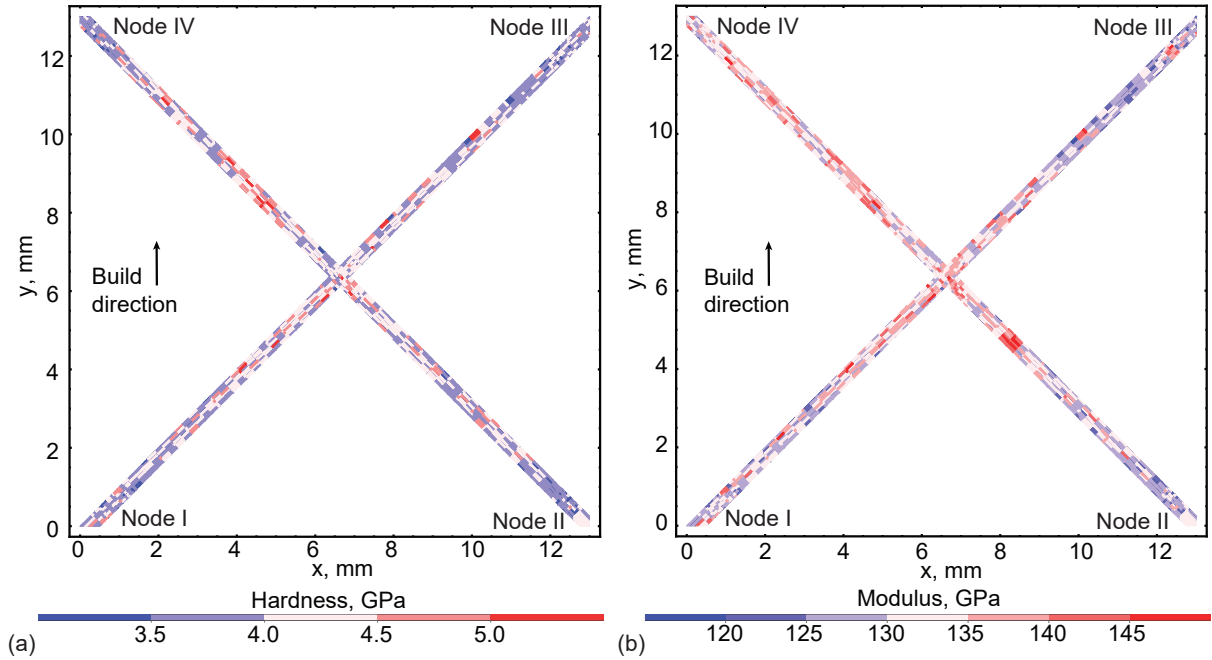 Node IV
Node III
12
10
8
6
4
2
0
y, mm
Build
direction
Node I
Node II
0
2
4
6
8
10
12
x, mm
Hardness, GPa
3.5
4.0
4.5
5.0
(a)
Node IV
Node III
12
10
8
6
4
2
0
y, mm
Build
direction
Node I
Node II
0
2
4
6
8
10
12
x, mm
Modulus, GPa
120
125
130
135
140
145
(b)